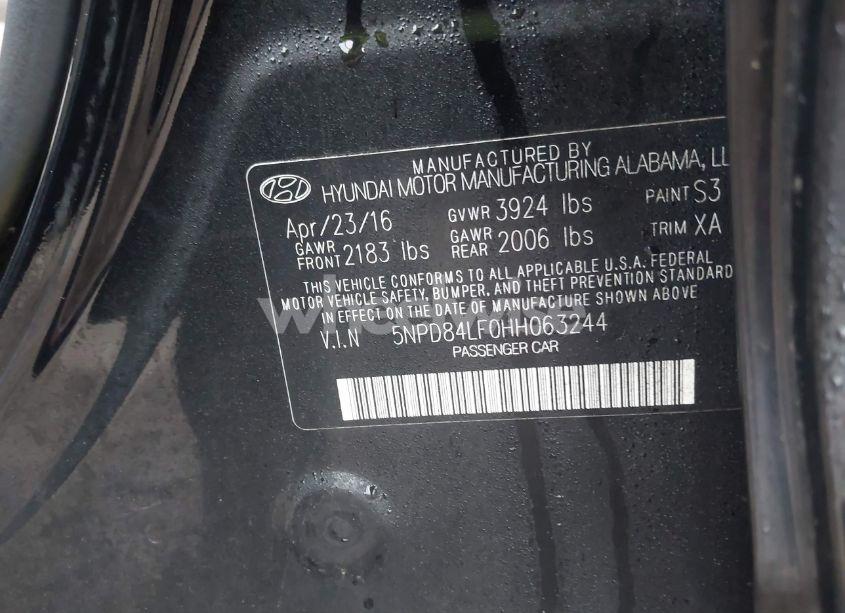 MANUFACTURED BY
HYUNDAI MOTOR MANUFACTURING ALABAMA, LL
Apr/23/16 GVWR 3924 lbs PAINT S3
GAWR FRONT 2183 lbs GAWR REAR 2006 lbs TRIM XA
THIS VEHICLE CONFORMS TO ALL APPLICABLE U.S.A. FEDERAL
MOTOR VEHICLE SAFETY, BUMPER, AND THEFT PREVENTION STANDARD
IN EFFECT ON THE DATE OF MANUFACTURE SHOWN ABOVE
V.I.N 5NPD84LF0HH063244
PASSENGER CAR